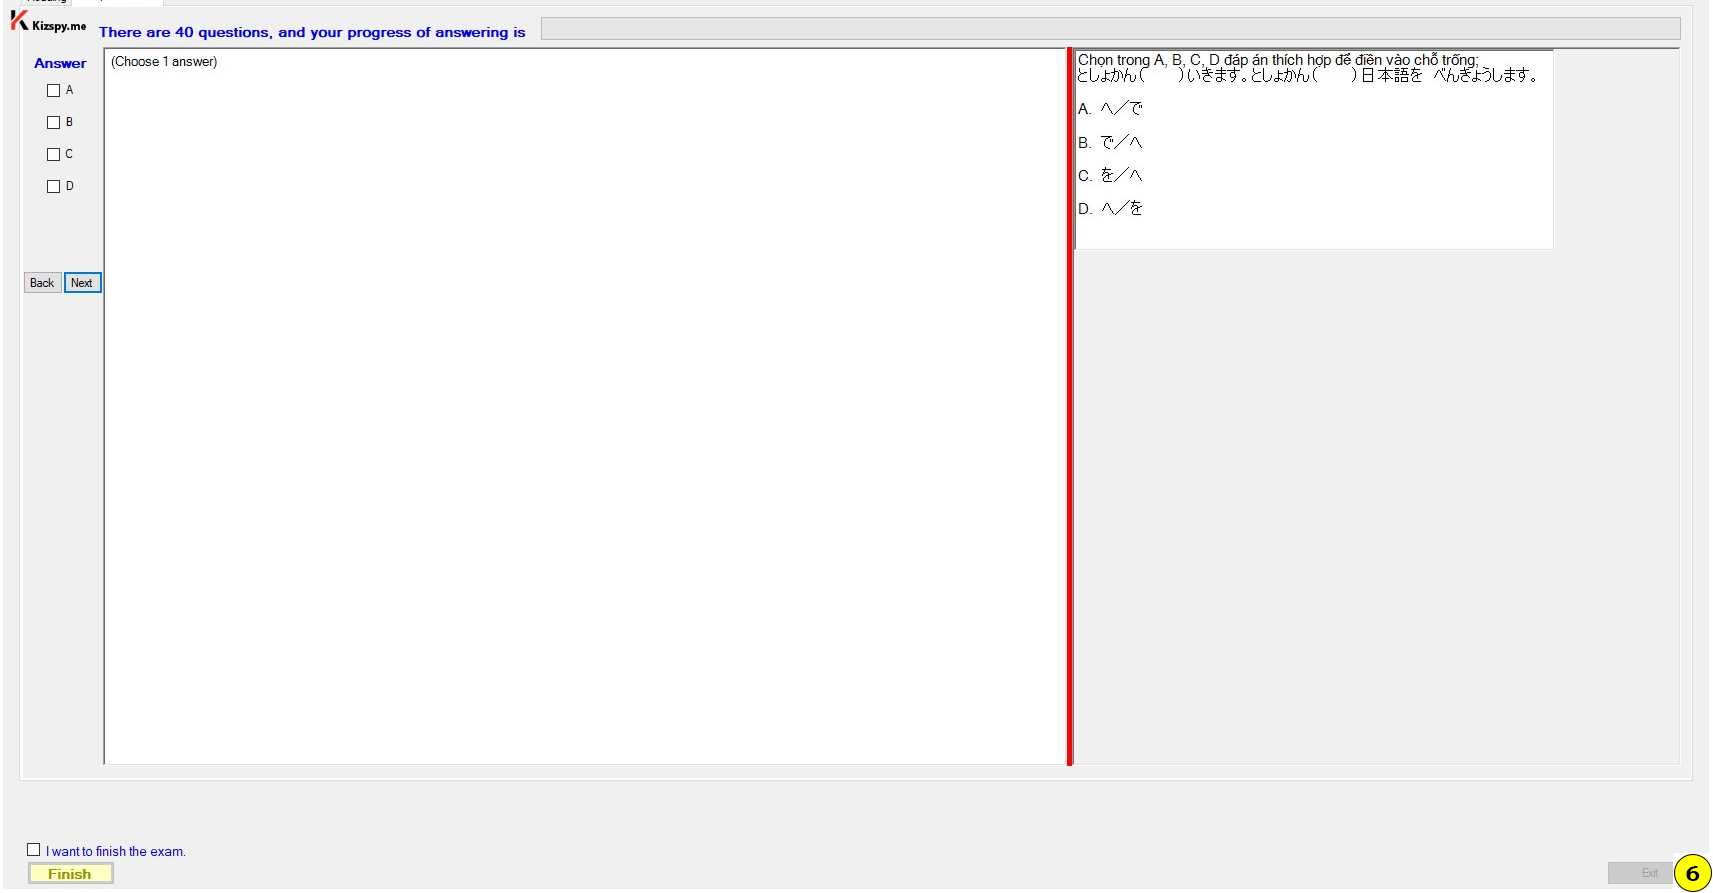 Kizspy.me
There are 40 questions, and your progress of answering is
Answer
(Choose 1 answer)
A
B
C
D
Back
Next
Chọn trong A, B, C, D đáp án thích hợp để điền vào chỗ trống;
としょかん(　　)いきます。としょかん(　　)日本語を　べんきょうします。
A. へ／で
B. で／へ
C. を／へ
D. へ／を
I want to finish the exam.
Finish
Exit
6